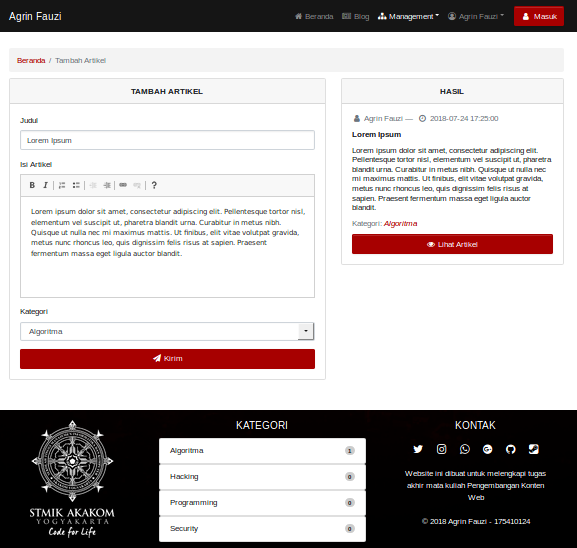 Agrin Fauzi
Beranda
Blog
Management
Agrin Fauzi
Masuk
Beranda / Tambah Artikel
TAMBAH ARTIKEL
Judul
Lorem Ipsum
Isi Artikel
B I ?
Lorem ipsum dolor sit amet, consectetur adipiscing elit. Pellentesque tortor nisl,
elementum vel suscipit ut, pharetra blandit urna. Curabitur in metus nibh.
Quisque ut nulla nec mi maximus mattis. Ut finibus, elit vitae volutpat gravida,
metus nunc rhoncus leo, quis dignissim felis risus at sapien. Praesent
fermentum massa eget ligula auctor blandit.
Kategori
Algoritma
Kirim
HASIL
Agrin Fauzi — 2018-07-24 17:25:00
Lorem Ipsum
Lorem ipsum dolor sit amet, consectetur adipiscing elit.
Pellentesque tortor nisl, elementum vel suscipit ut, pharetra
blandit urna. Curabitur in metus nibh. Quisque ut nulla nec
mi maximus mattis. Ut finibus, elit vitae volutpat gravida,
metus nunc rhoncus leo, quis dignissim felis risus at
sapien. Praesent fermentum massa eget ligula auctor
blandit.
Kategori: Algoritma
Lihat Artikel
STMIK AKAKOM
YOGYAKARTA
Code for Life
KATEGORI
Algoritma 1
Hacking 0
Programming 0
Security 0
KONTAK
Website ini dibuat untuk melengkapi tugas
akhir mata kuliah Pengembangan Konten
Web
© 2018 Agrin Fauzi - 175410124